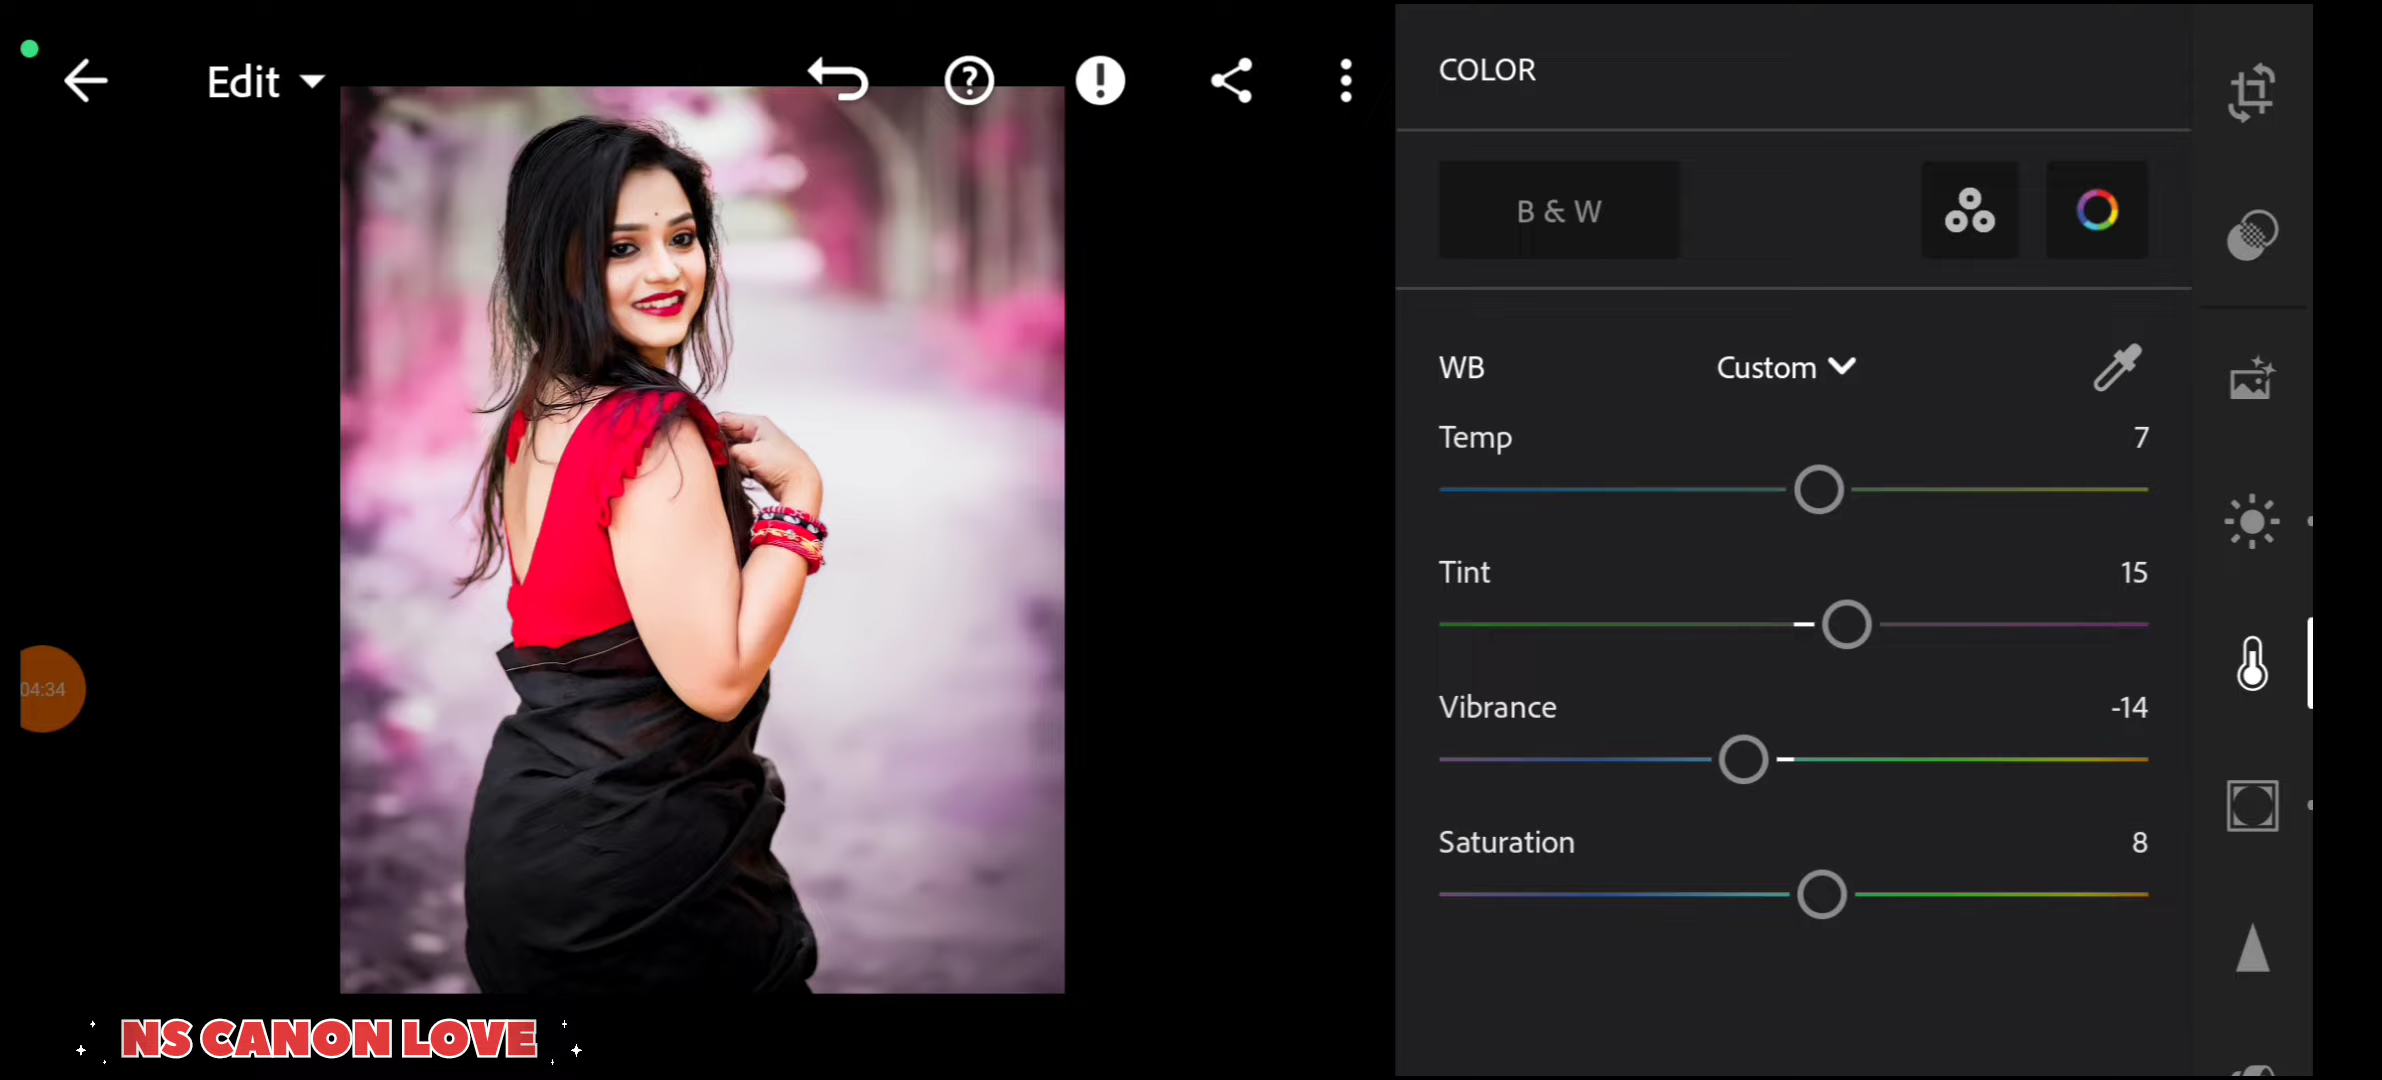 Edit
COLOR
B & W
WB Custom
Temp 7
Tint 15
Vibrance -14
Saturation 8
04:34
NS CANON LOVE